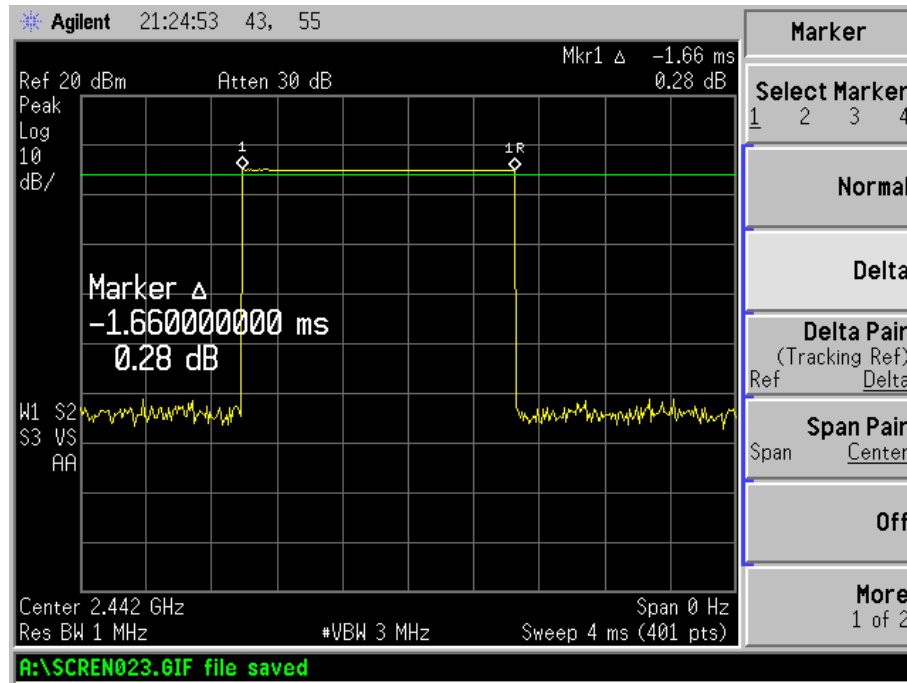 Agilent 21:24:53 43, 55
Mkr1 Δ −1.66 ms
Ref 20 dBm Atten 30 dB 0.28 dB
Peak
Log
10
dB/
1
1R
Marker Δ
−1.660000000 ms
0.28 dB
W1 S2
S3 VS
AA
Center 2.442 GHz Span 0 Hz
Res BW 1 MHz #VBW 3 MHz Sweep 4 ms (401 pts)
A:\SCREN023.GIF file saved
Marker
Select Marker
1 2 3 4
Normal
Delta
Delta Pair
(Tracking Ref)
Ref Delta
Span Pair
Span Center
Off
More
1 of 2